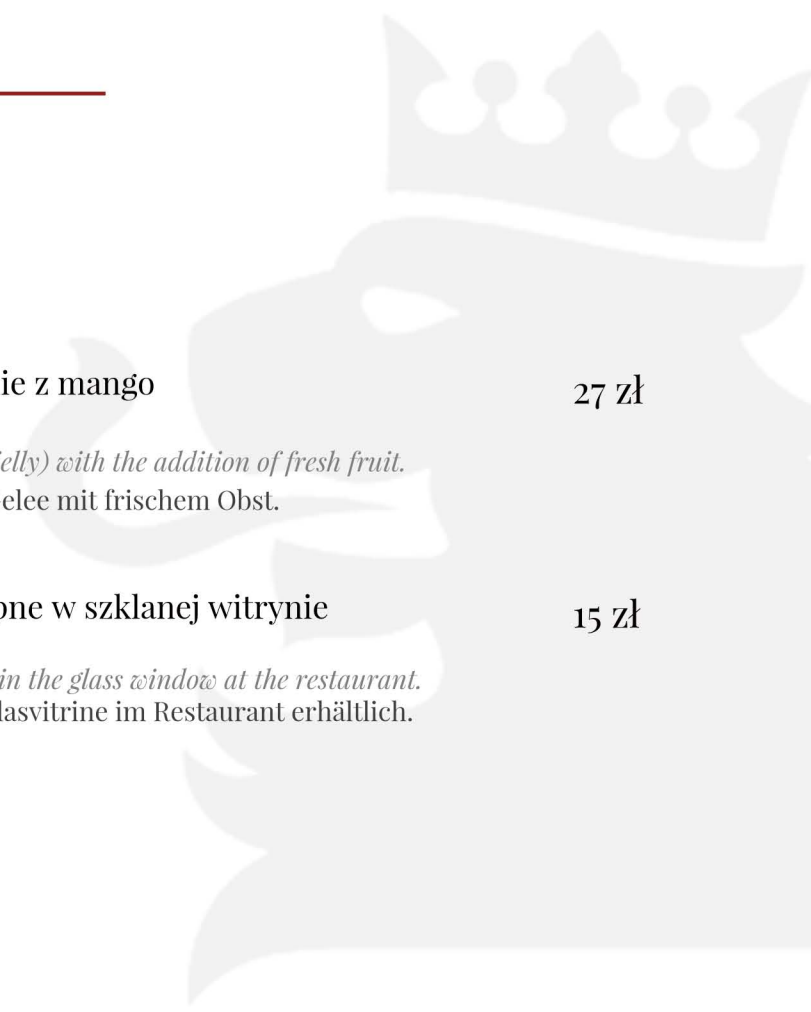 ie z mango
27 zł
elly) with the addition of fresh fruit.
elee mit frischem Obst.
ne w szklanej witrynie
15 zł
in the glass window at the restaurant.
lasvitrine im Restaurant erhältlich.